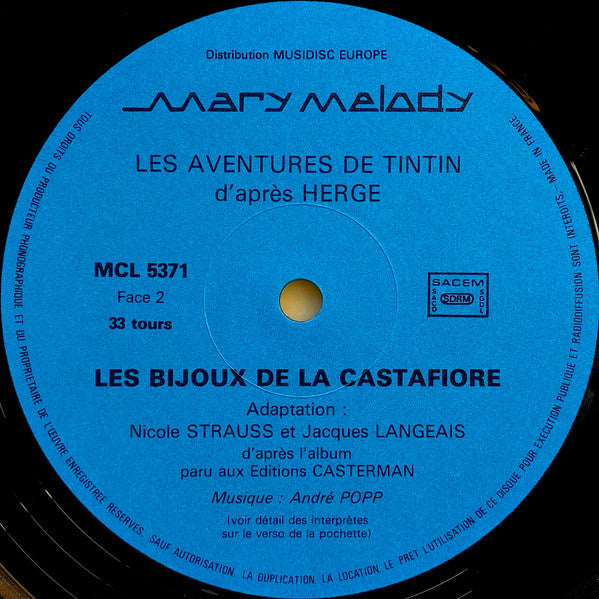 Distribution MUSIDISC EUROPE
mary melody
LES AVENTURES DE TINTIN
d'après HERGE
MCL 5371
Face 2
33 tours
SACEM
SACD
SDRM
SGDL
LES BIJOUX DE LA CASTAFIORE
Adaptation :
Nicole STRAUSS et Jacques LANGEAIS
d'après l'album
paru aux Editions CASTERMAN
Musique : André POPP
(voir détail des interprètes
sur le verso de la pochette)
TOUS DROITS DU PRODUCTEUR PHONOGRAPHIQUE ET DU PROPRIETAIRE DE L'ŒUVRE ENREGISTREE RESERVES. SAUF AUTORISATION. LA DUPLICATION. LA LOCATION. LE PRET. L'UTILISATION DE CE DISQUE POUR EXECUTION PUBLIQUE ET RADIODIFFUSION SONT INTERDITS. — MADE IN FRANCE.